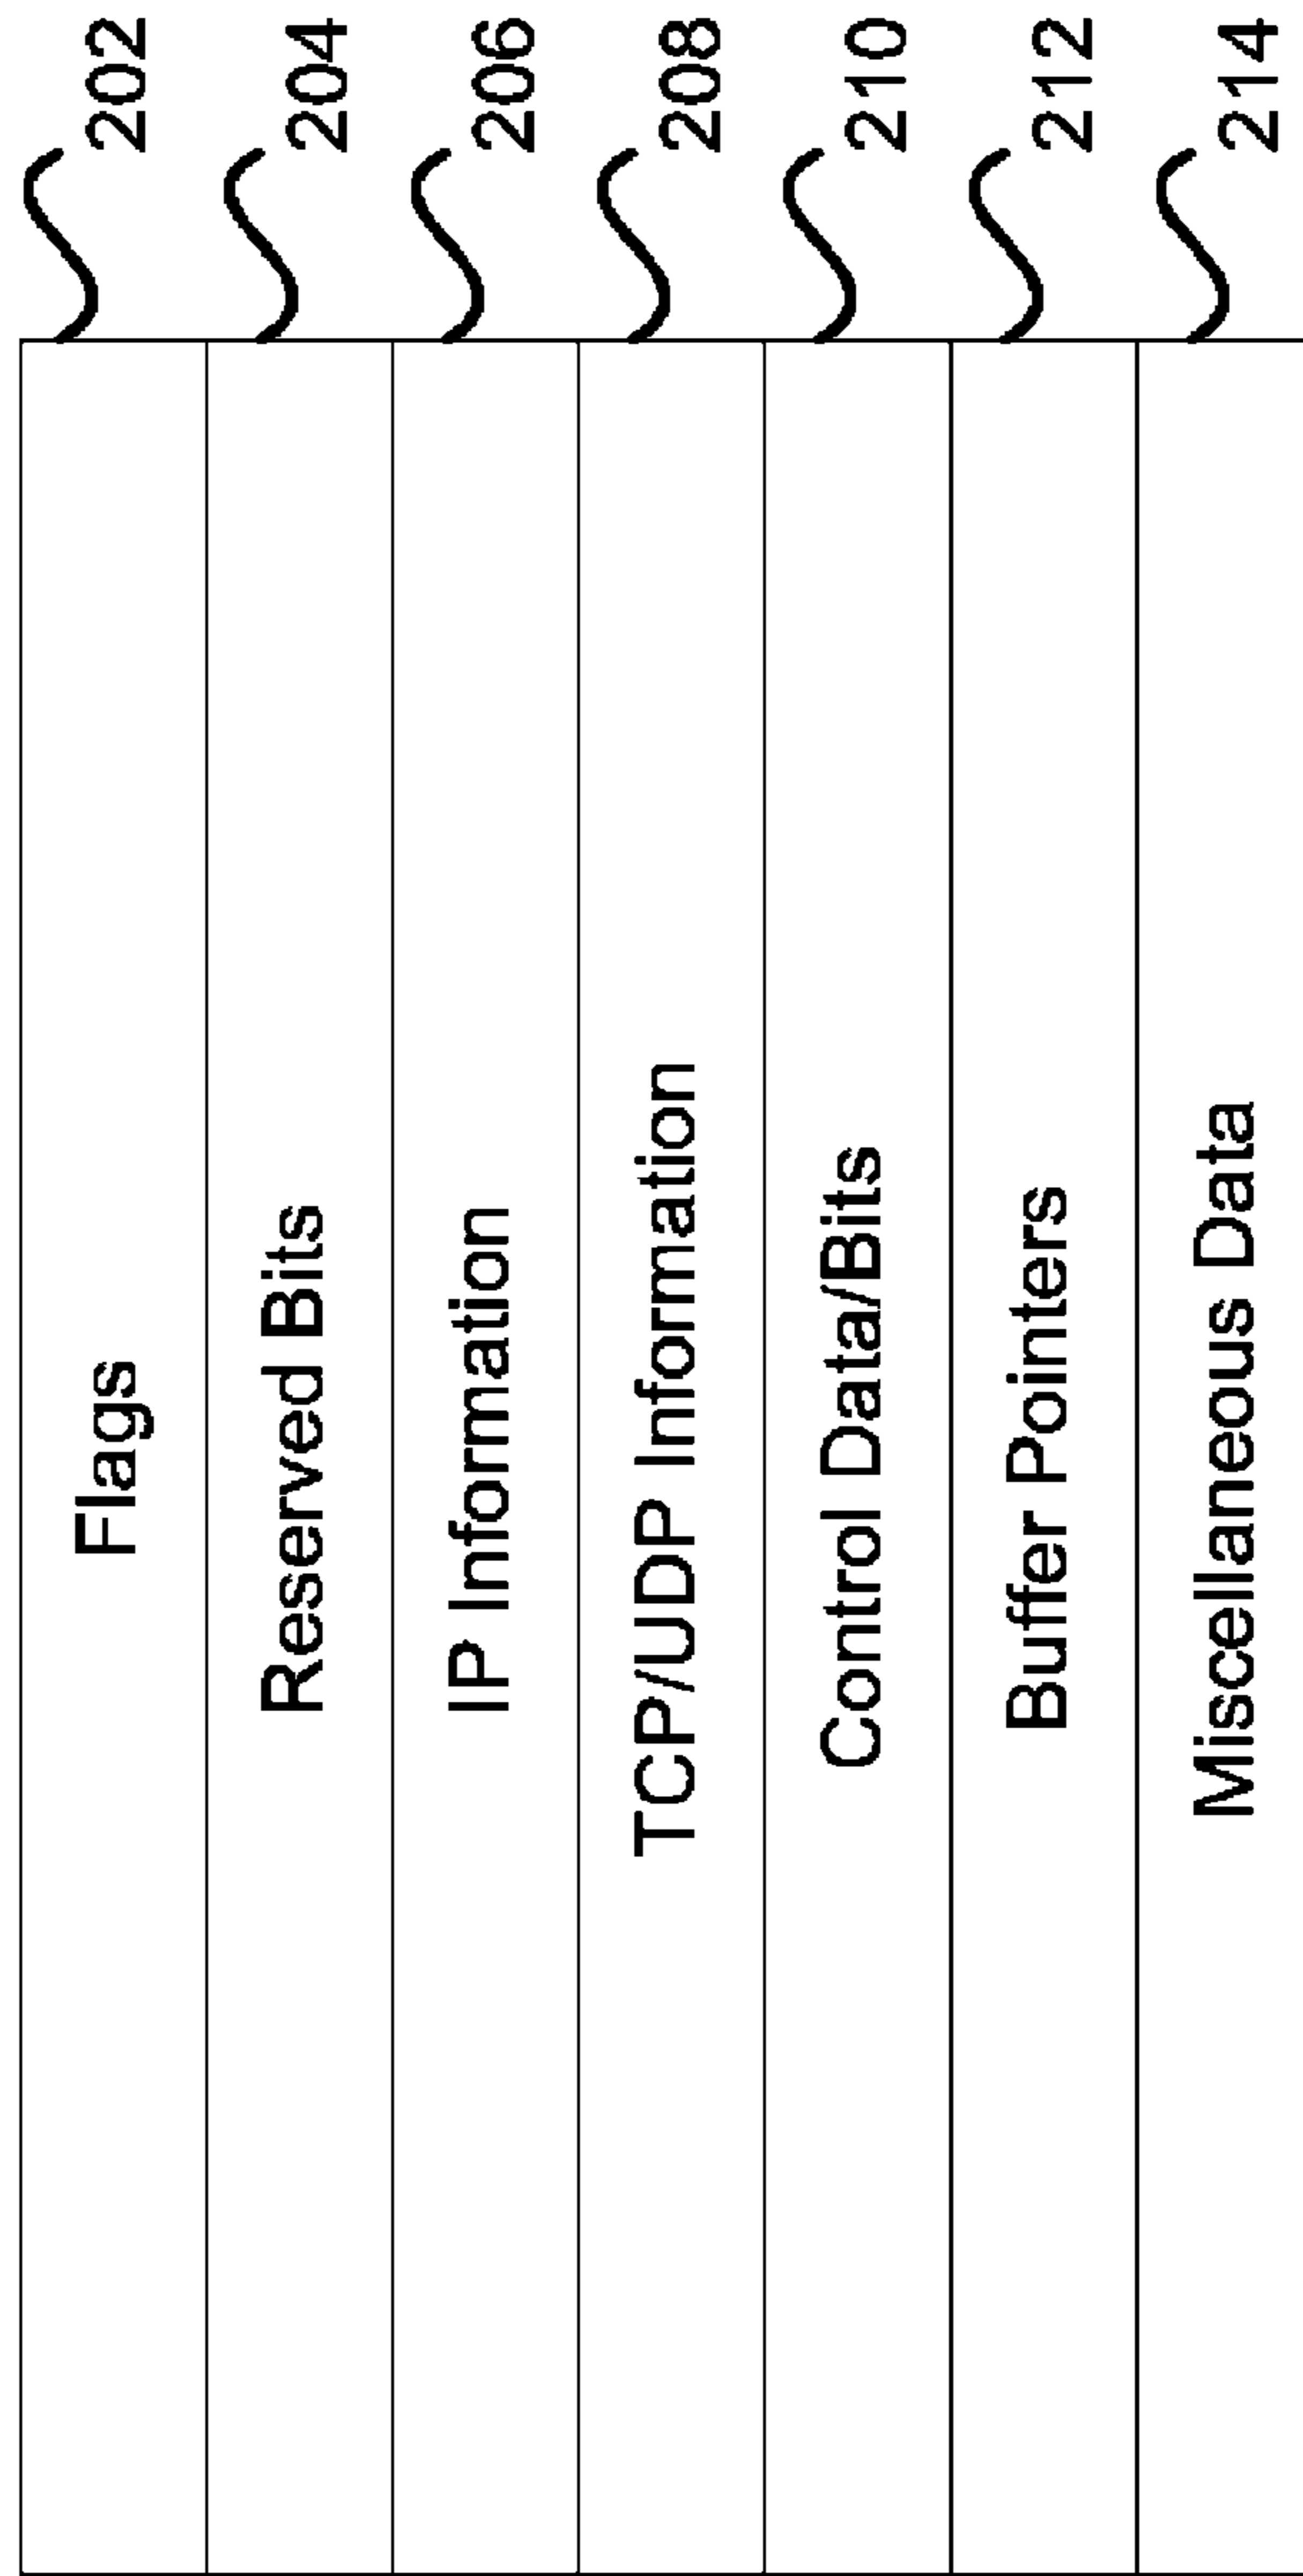 Flags 202
Reserved Bits 204
IP Information 206
TCP/UDP Information 208
Control Data/Bits 210
Buffer Pointers 212
Miscellaneous Data 214